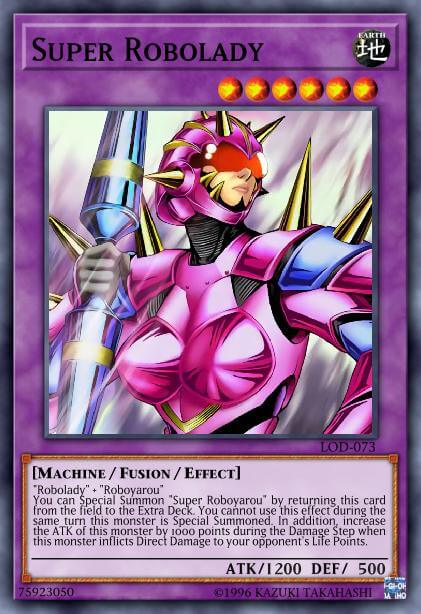 SUPER ROBOLADY
EARTH
地
LOD-073
[MACHINE / FUSION / EFFECT]
"Robolady" + "Roboyarou"
You can Special Summon "Super Roboyarou" by returning this card
from the field to the Extra Deck. You cannot use this effect during the
same turn this monster is Special Summoned. In addition, increase
the ATK of this monster by 1000 points during the Damage Step when
this monster inflicts Direct Damage to your opponent's Life Points.
ATK/1200 DEF/ 500
75923050
©1996 KAZUKI TAKAHASHI